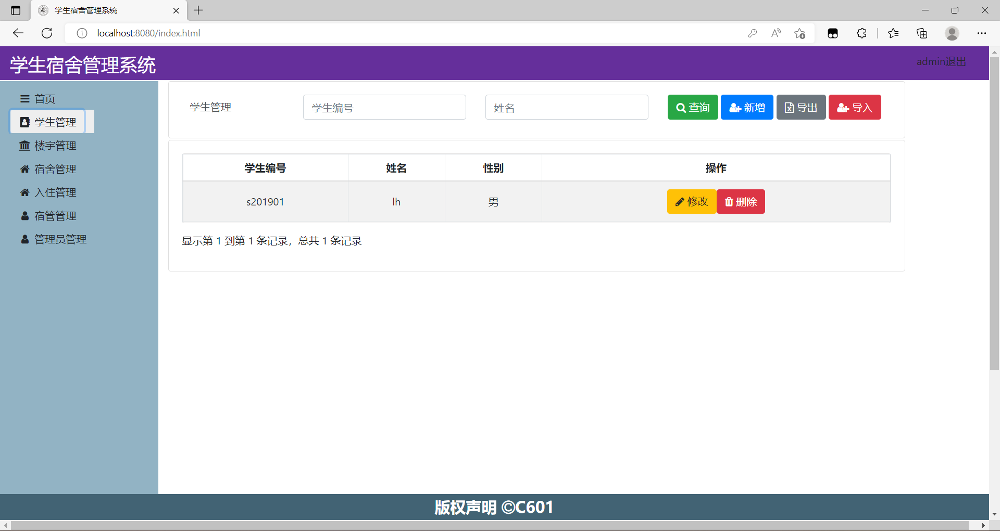 学生宿舍管理系统
localhost:8080/index.html
学生宿舍管理系统
admin退出
首页
学生管理
楼宇管理
宿舍管理
入住管理
宿管管理
管理员管理
学生管理 学生编号 姓名 查询 新增 导出 导入
学生编号 姓名 性别 操作
s201901 lh 男 修改 删除
显示第 1 到第 1 条记录，总共 1 条记录
版权声明 ©C601